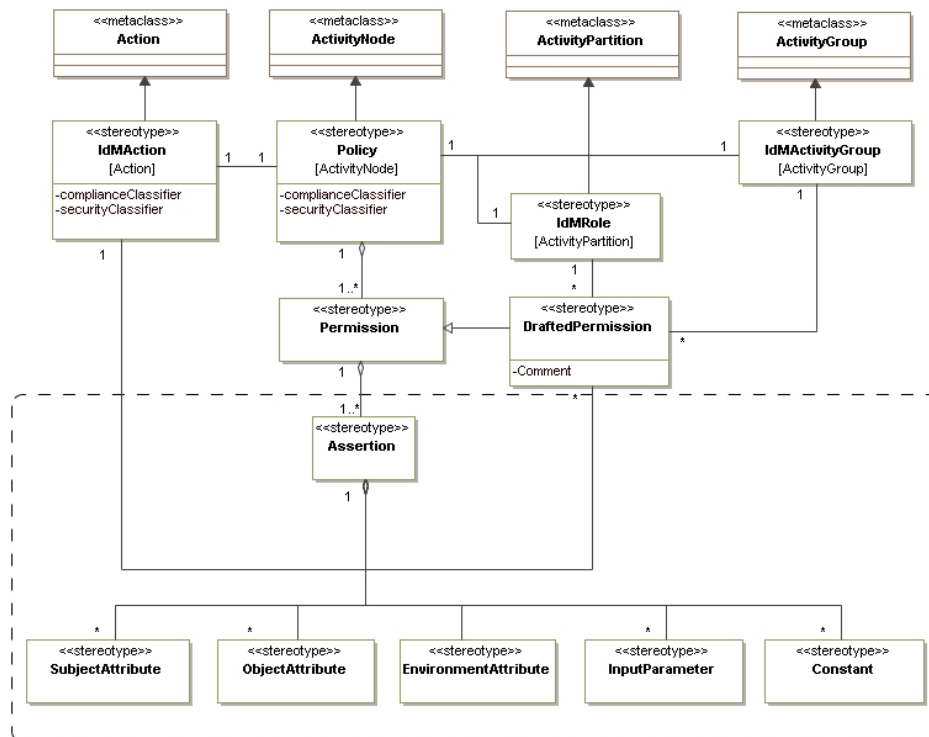 <<metaclass>>
Action
<<metaclass>>
ActivityNode
<<metaclass>>
ActivityPartition
<<metaclass>>
ActivityGroup
<<stereotype>>
IdMAction
[Action]
-complianceClassifier
-securityClassifier
1
1
<<stereotype>>
Policy
[ActivityNode]
-complianceClassifier
-securityClassifier
1
1
<<stereotype>>
IdMActivityGroup
[ActivityGroup]
1
<<stereotype>>
IdMRole
[ActivityPartition]
1
1
1
1
*
1..*
<<stereotype>>
Permission
<<stereotype>>
DraftedPermission
-Comment
*
1
*
1..*
<<stereotype>>
Assertion
1
*
<<stereotype>>
SubjectAttribute
*
<<stereotype>>
ObjectAttribute
<<stereotype>>
EnvironmentAttribute
*
<<stereotype>>
InputParameter
*
<<stereotype>>
Constant